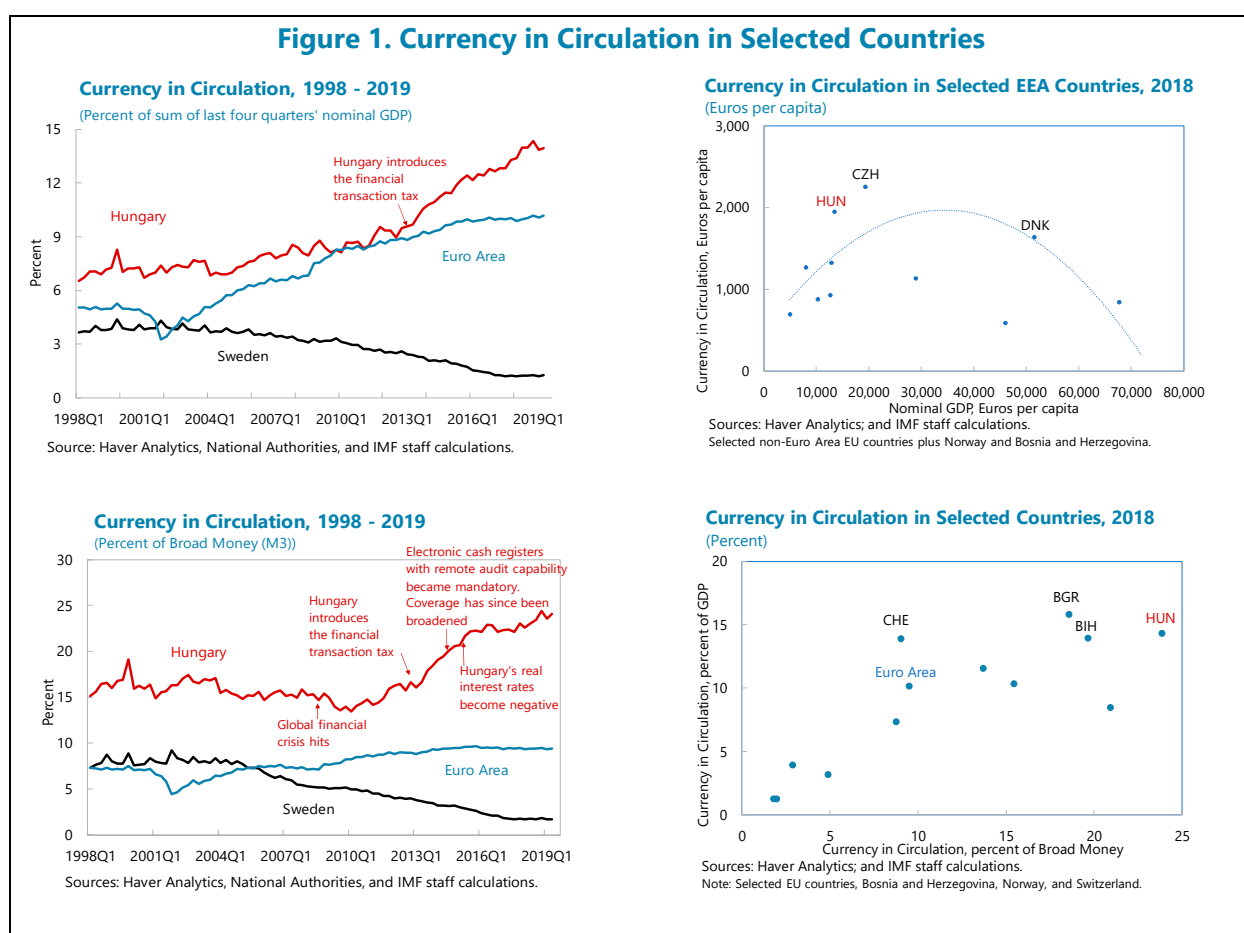 Figure 1. Currency in Circulation in Selected Countries
Currency in Circulation, 1998 - 2019
(Percent of sum of last four quarters' nominal GDP)
15
12
9
6
3
0
Percent
Hungary introduces
the financial
transaction tax
Hungary
Euro Area
Sweden
1998Q1 2001Q1 2004Q1 2007Q1 2010Q1 2013Q1 2016Q1 2019Q1
Source: Haver Analytics, National Authorities, and IMF staff calculations.
Currency in Circulation in Selected EEA Countries, 2018
(Euros per capita)
3,000
2,000
1,000
0
Currency in Circulation, Euros per capita
CZH
HUN
DNK
0 10,000 20,000 30,000 40,000 50,000 60,000 70,000 80,000
Nominal GDP, Euros per capita
Sources: Haver Analytics; and IMF staff calculations.
Selected non-Euro Area EU countries plus Norway and Bosnia and Herzegovina.
Currency in Circulation, 1998 - 2019
(Percent of Broad Money (M3))
30
25
20
15
10
5
0
Percent
Electronic cash registers
with remote audit capability
became mandatory.
Coverage has since been
broadened
Hungary
introduces
the financial
transaction tax
Hungary
Hungary's real
interest rates
become negative
Global financial
crisis hits
Euro Area
Sweden
1998Q1 2001Q1 2004Q1 2007Q1 2010Q1 2013Q1 2016Q1 2019Q1
Sources: Haver Analytics, National Authorities, and IMF staff calculations.
Currency in Circulation in Selected Countries, 2018
(Percent)
20
15
10
5
0
Currency in Circulation, percent of GDP
BGR
CHE
BIH
HUN
Euro Area
0 5 10 15 20 25
Currency in Circulation, percent of Broad Money
Sources: Haver Analytics; and IMF staff calculations.
Note: Selected EU countries, Bosnia and Herzegovina, Norway, and Switzerland.